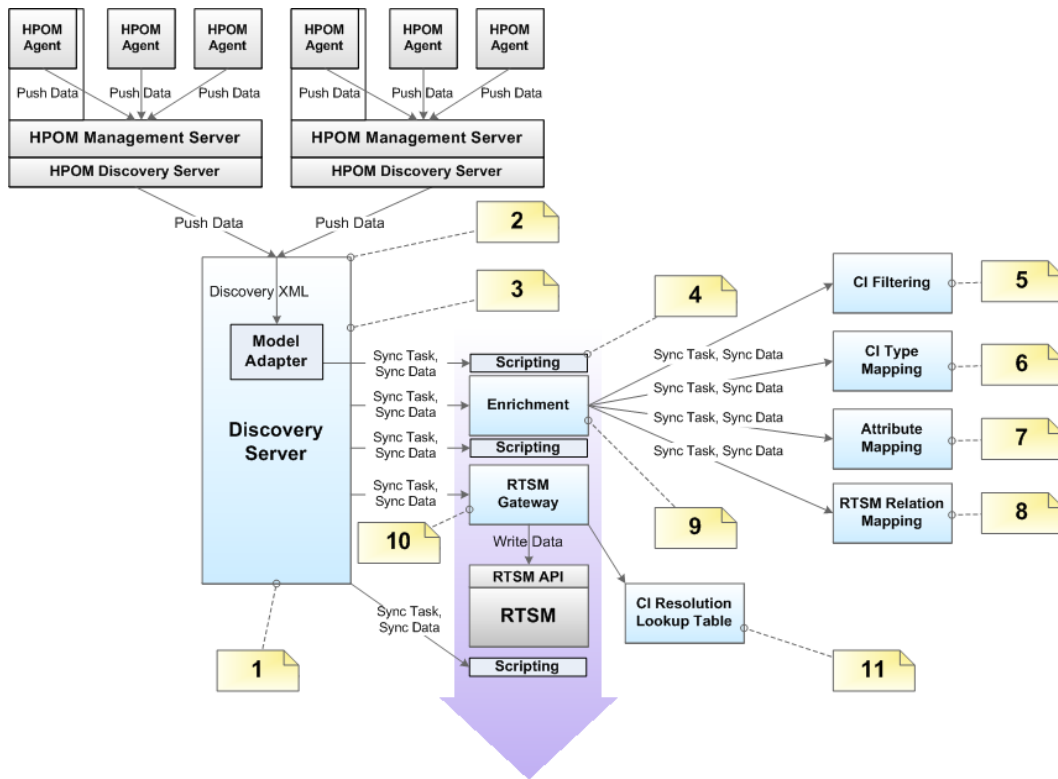 HPOM
Agent
HPOM
Agent
HPOM
Agent
HPOM
Agent
HPOM
Agent
HPOM
Agent
Push Data
Push Data
Push Data
Push Data
Push Data
Push Data
HPOM Management Server
HPOM Management Server
HPOM Discovery Server
HPOM Discovery Server
Push Data
Push Data
2
Discovery XML
3
4
CI Filtering
5
Model
Adapter
Sync Task,
Sync Data
Scripting
Sync Task, Sync Data
CI Type
Mapping
6
Sync Task,
Sync Data
Enrichment
Sync Task, Sync Data
Discovery
Server
Sync Task,
Sync Data
Scripting
Sync Task, Sync Data
Attribute
Mapping
7
Sync Task, Sync Data
Sync Task,
Sync Data
RTSM
Gateway
RTSM Relation
Mapping
8
10
9
Write Data
RTSM API
RTSM
CI Resolution
Lookup Table
Sync Task,
Sync Data
Scripting
1
11